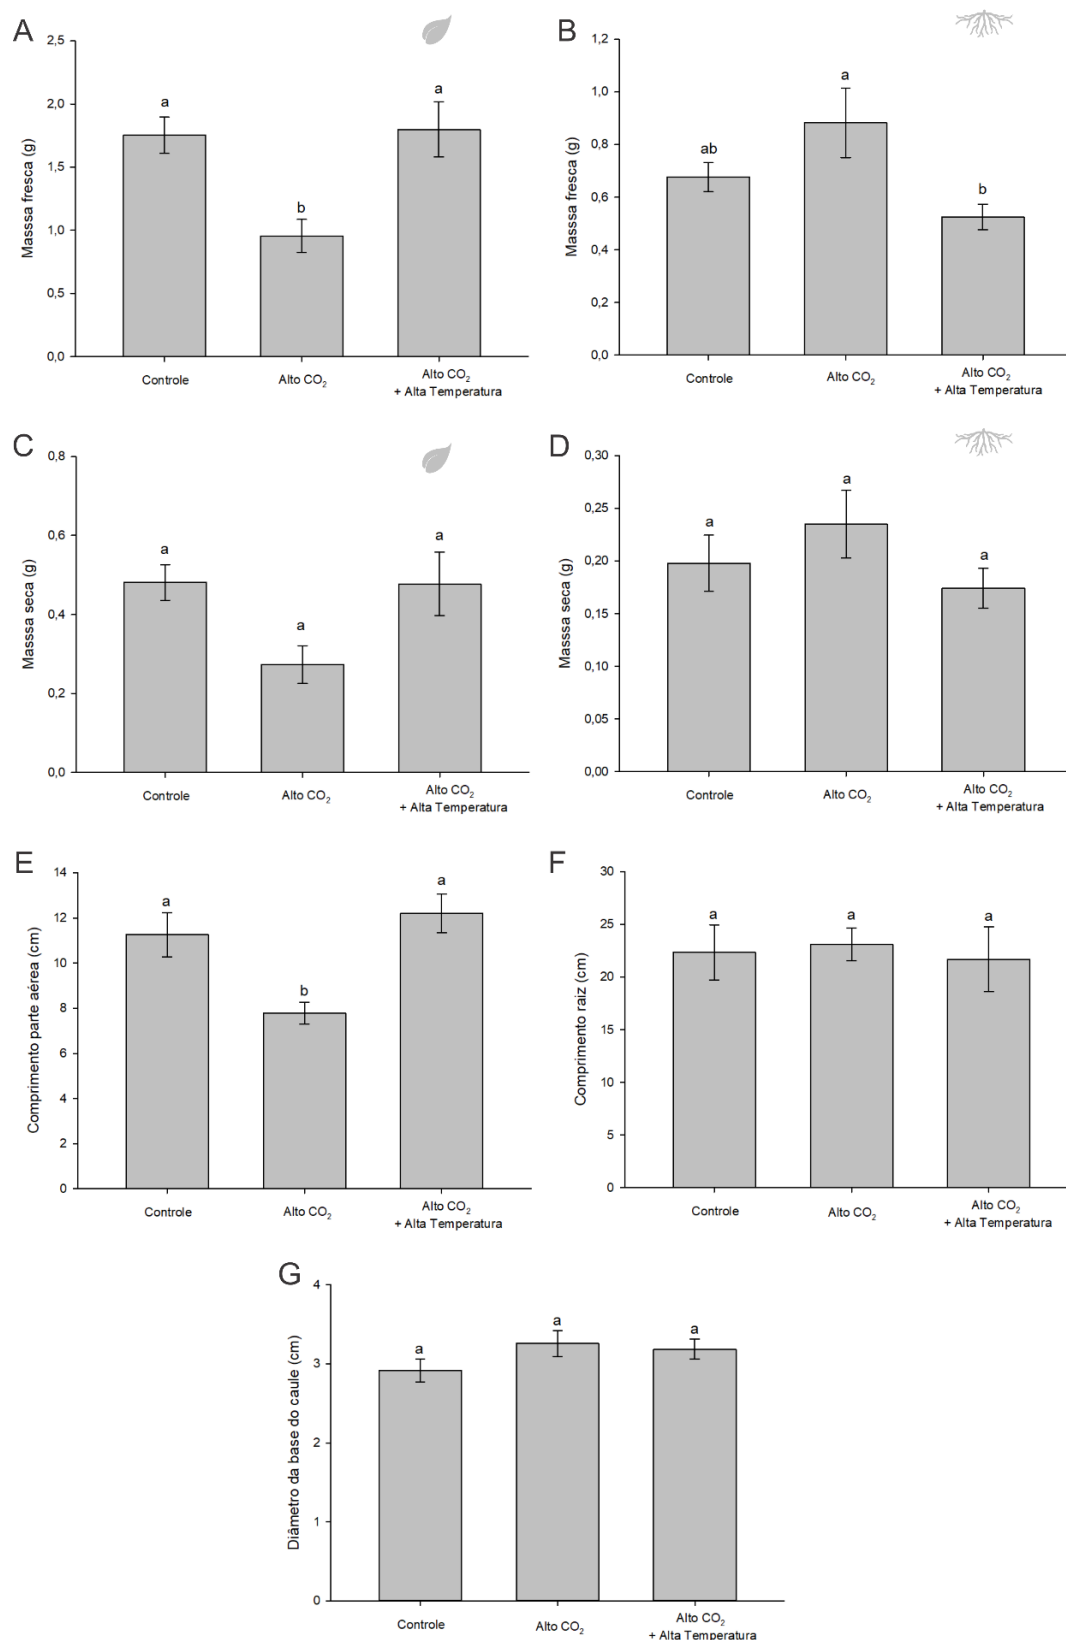 A
Masssa fresca (g)
2,5
2,0
1,5
1,0
0,5
0,0
a
b
a
Controle
Alto CO₂
Alto CO₂
+ Alta Temperatura
B
Masssa fresca (g)
1,2
1,0
0,8
0,6
0,4
0,2
0,0
ab
a
b
Controle
Alto CO₂
Alto CO₂
+ Alta Temperatura
C
Masssa seca (g)
0,8
0,6
0,4
0,2
0,0
a
a
a
Controle
Alto CO₂
Alto CO₂
+ Alta Temperatura
D
Masssa seca (g)
0,30
0,25
0,20
0,15
0,10
0,05
0,00
a
a
a
Controle
Alto CO₂
Alto CO₂
+ Alta Temperatura
E
Comprimento parte aérea (cm)
14
12
10
8
6
4
2
0
a
b
a
Controle
Alto CO₂
Alto CO₂
+ Alta Temperatura
F
Comprimento raiz (cm)
30
25
20
15
10
5
0
a
a
a
Controle
Alto CO₂
Alto CO₂
+ Alta Temperatura
G
Diâmetro da base do caule (cm)
4
3
2
1
0
a
a
a
Controle
Alto CO₂
Alto CO₂
+ Alta Temperatura